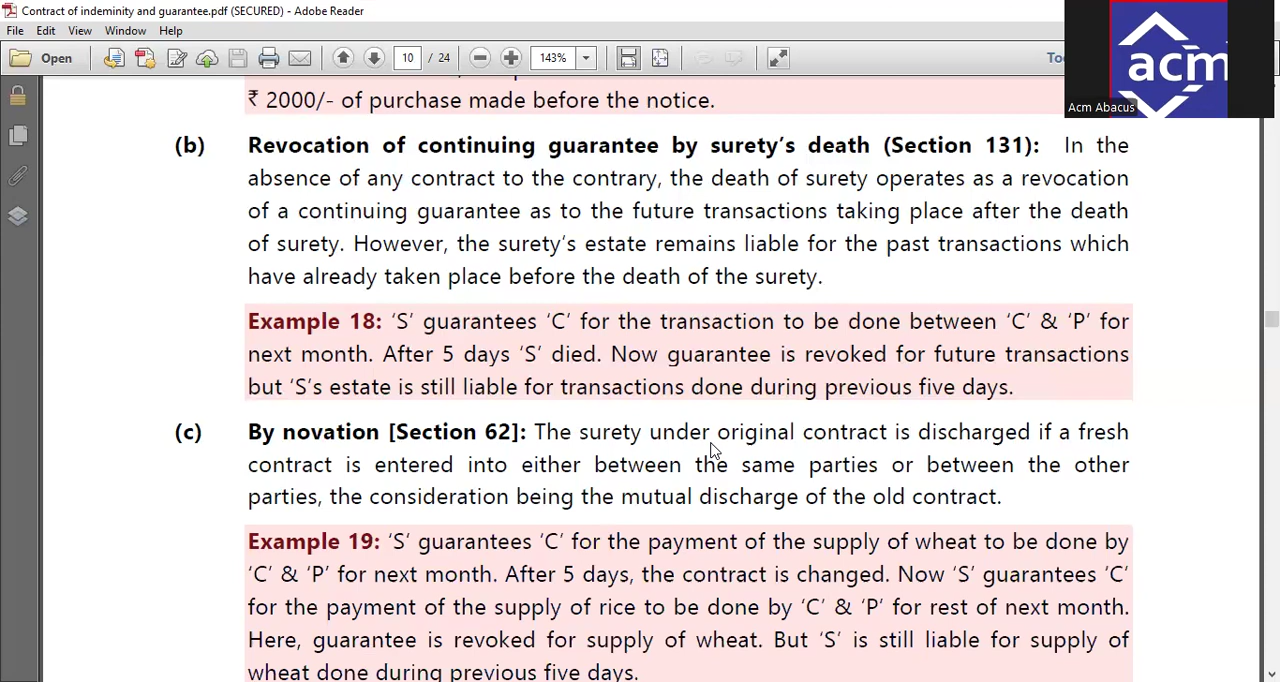 Contract of indeminity and guarantee.pdf (SECURED) - Adobe Reader
File Edit View Window Help
Open 10 / 24 143%
acm
Acm Abacus
₹ 2000/- of purchase made before the notice.
(b) Revocation of continuing guarantee by surety's death (Section 131): In the
absence of any contract to the contrary, the death of surety operates as a revocation
of a continuing guarantee as to the future transactions taking place after the death
of surety. However, the surety's estate remains liable for the past transactions which
have already taken place before the death of the surety.
Example 18: 'S' guarantees 'C' for the transaction to be done between 'C' & 'P' for
next month. After 5 days 'S' died. Now guarantee is revoked for future transactions
but 'S's estate is still liable for transactions done during previous five days.
(c) By novation [Section 62]: The surety under original contract is discharged if a fresh
contract is entered into either between the same parties or between the other
parties, the consideration being the mutual discharge of the old contract.
Example 19: 'S' guarantees 'C' for the payment of the supply of wheat to be done by
'C' & 'P' for next month. After 5 days, the contract is changed. Now 'S' guarantees 'C'
for the payment of the supply of rice to be done by 'C' & 'P' for rest of next month.
Here, guarantee is revoked for supply of wheat. But 'S' is still liable for supply of
wheat done during previous five days.